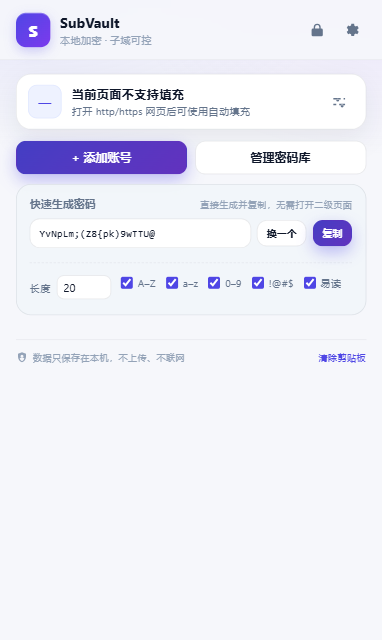 S
SubVault
本地加密 · 子域可控
—
当前页面不支持填充
打开 http/https 网页后可使用自动填充
+ 添加账号
管理密码库
快速生成密码
直接生成并复制，无需打开二级页面
YvNpLm;(Z8{pk)9wTTU@
换一个
复制
长度
20
A–Z
a–z
0–9
!@#$
易读
数据只保存在本机，不上传、不联网
清除剪贴板